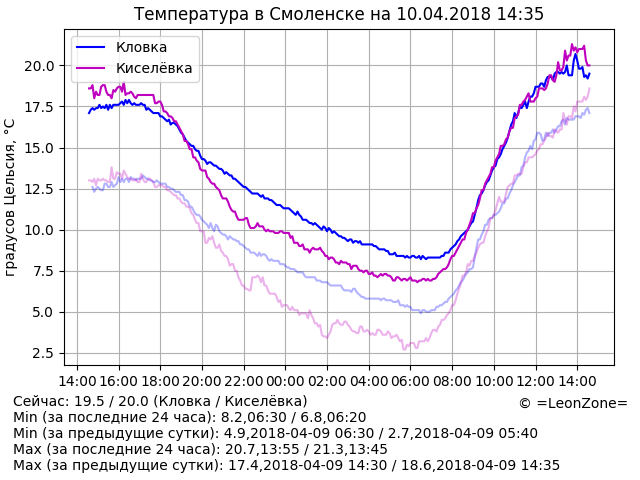 Температура в Смоленске на 10.04.2018 14:35
Кловка
Киселёвка
градусов Цельсия, °C
20.0
17.5
15.0
12.5
10.0
7.5
5.0
2.5
14:00 16:00 18:00 20:00 22:00 00:00 02:00 04:00 06:00 08:00 10:00 12:00 14:00
Сейчас: 19.5 / 20.0 (Кловка / Киселёвка)
© =LeonZone=
Min (за последние 24 часа): 8.2,06:30 / 6.8,06:20
Min (за предыдущие сутки): 4.9,2018-04-09 06:30 / 2.7,2018-04-09 05:40
Max (за последние 24 часа): 20.7,13:55 / 21.3,13:45
Max (за предыдущие сутки): 17.4,2018-04-09 14:30 / 18.6,2018-04-09 14:35